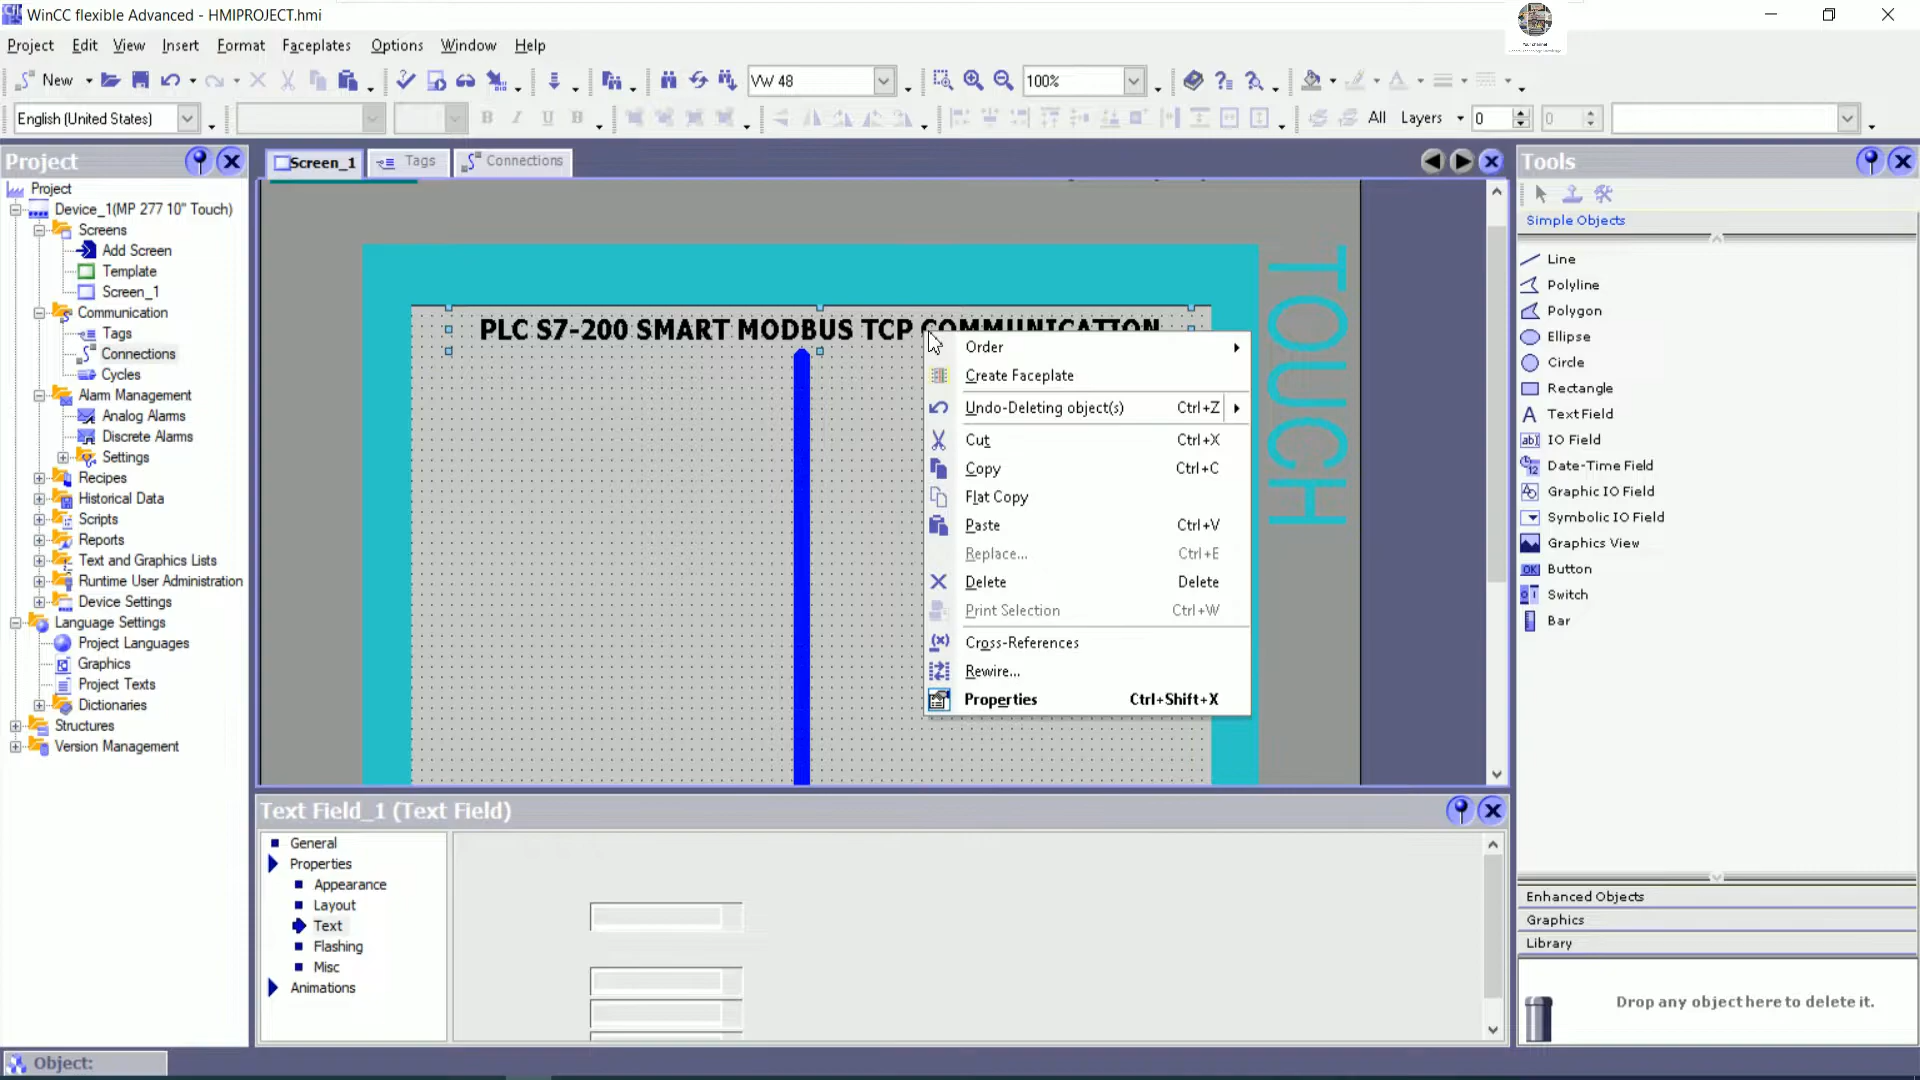 WinCC flexible Advanced - HMIPROJECT.hmi
Project Edit View Insert Format Faceplates Options Window Help
New VW 48 100%
English (United States) B I U B All Layers 0 0
Project
Project
Device_1(MP 277 10" Touch)
Screens
Add Screen
Template
Screen_1
Communication
Tags
Connections
Cycles
Alarm Management
Analog Alarms
Discrete Alarms
Settings
Recipes
Historical Data
Scripts
Reports
Text and Graphics Lists
Runtime User Administration
Device Settings
Language Settings
Project Languages
Graphics
Project Texts
Dictionaries
Structures
Version Management
Screen_1 Tags Connections
PLC S7-200 SMART MODBUS TCP COMMUNICATION
TOUCH
Order
Create Faceplate
Undo-Deleting object(s) Ctrl+Z
Cut Ctrl+X
Copy Ctrl+C
Flat Copy
Paste Ctrl+V
Replace... Ctrl+E
Delete Delete
Print Selection Ctrl+W
Cross-References
Rewire...
Properties Ctrl+Shift+X
Text Field_1 (Text Field)
General
Properties
Appearance
Layout
Text
Flashing
Misc
Animations
Tools
Simple Objects
Line
Polyline
Polygon
Ellipse
Circle
Rectangle
Text Field
IO Field
Date-Time Field
Graphic IO Field
Symbolic IO Field
Graphics View
Button
Switch
Bar
Enhanced Objects
Graphics
Library
Drop any object here to delete it.
Object: